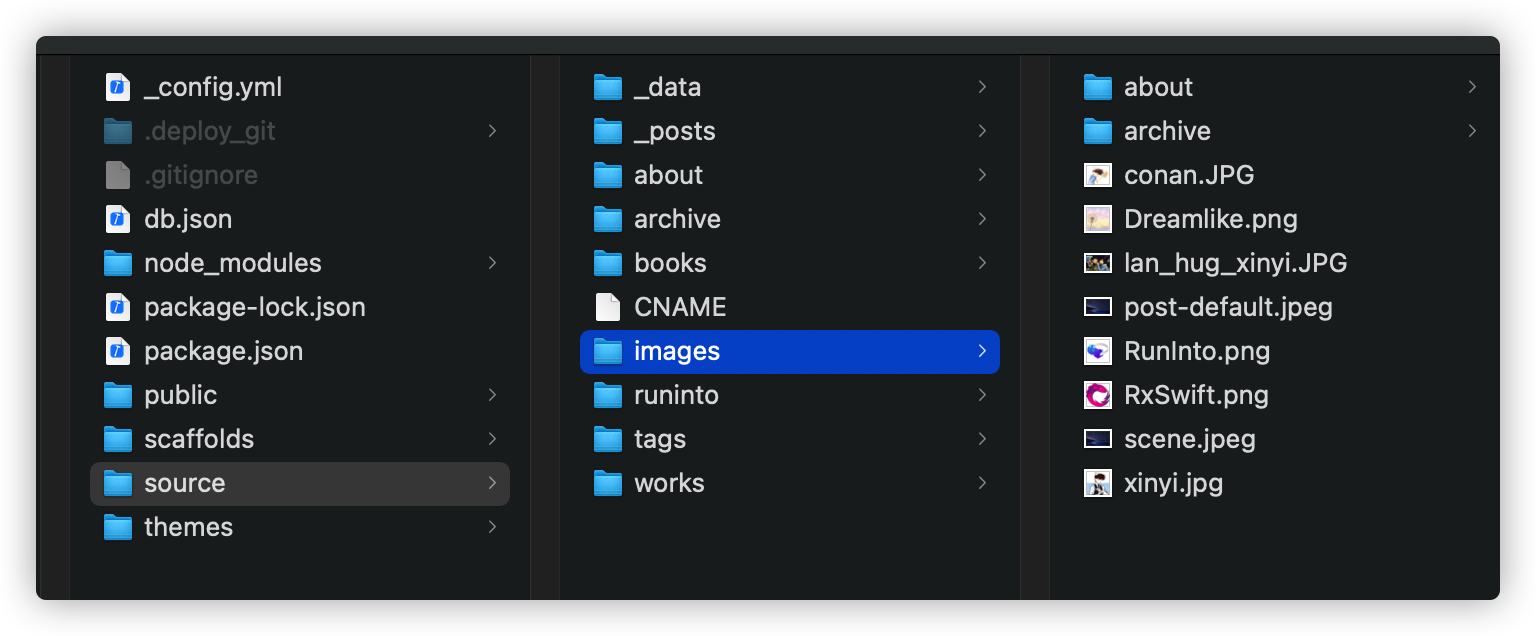 _config.yml
.deploy_git
.gitignore
db.json
node_modules
package-lock.json
package.json
public
scaffolds
source
themes
_data
_posts
about
archive
books
CNAME
images
runinto
tags
works
about
archive
conan.JPG
Dreamlike.png
lan_hug_xinyi.JPG
post-default.jpeg
RunInto.png
RxSwift.png
scene.jpeg
xinyi.jpg